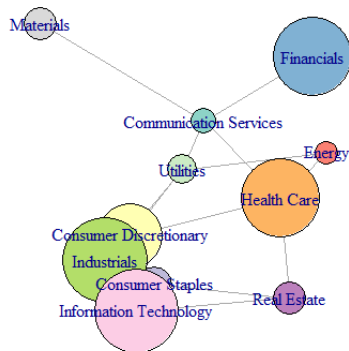 Materials
Financials
Communication Services
Energy
Utilities
Health Care
Consumer Discretionary
Industrials
Consumer Staples
Real Estate
Information Technology